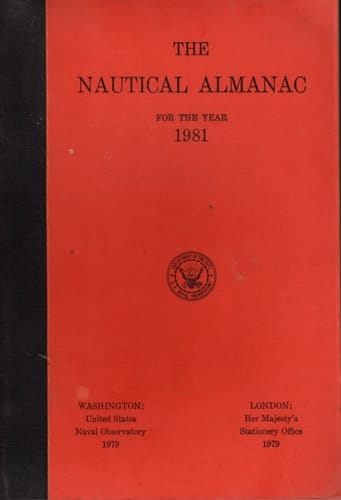 THE
NAUTICAL ALMANAC
FOR THE YEAR
1981
WASHINGTON:
United States
Naval Observatory
1979
LONDON:
Her Majesty's
Stationery Office
1979